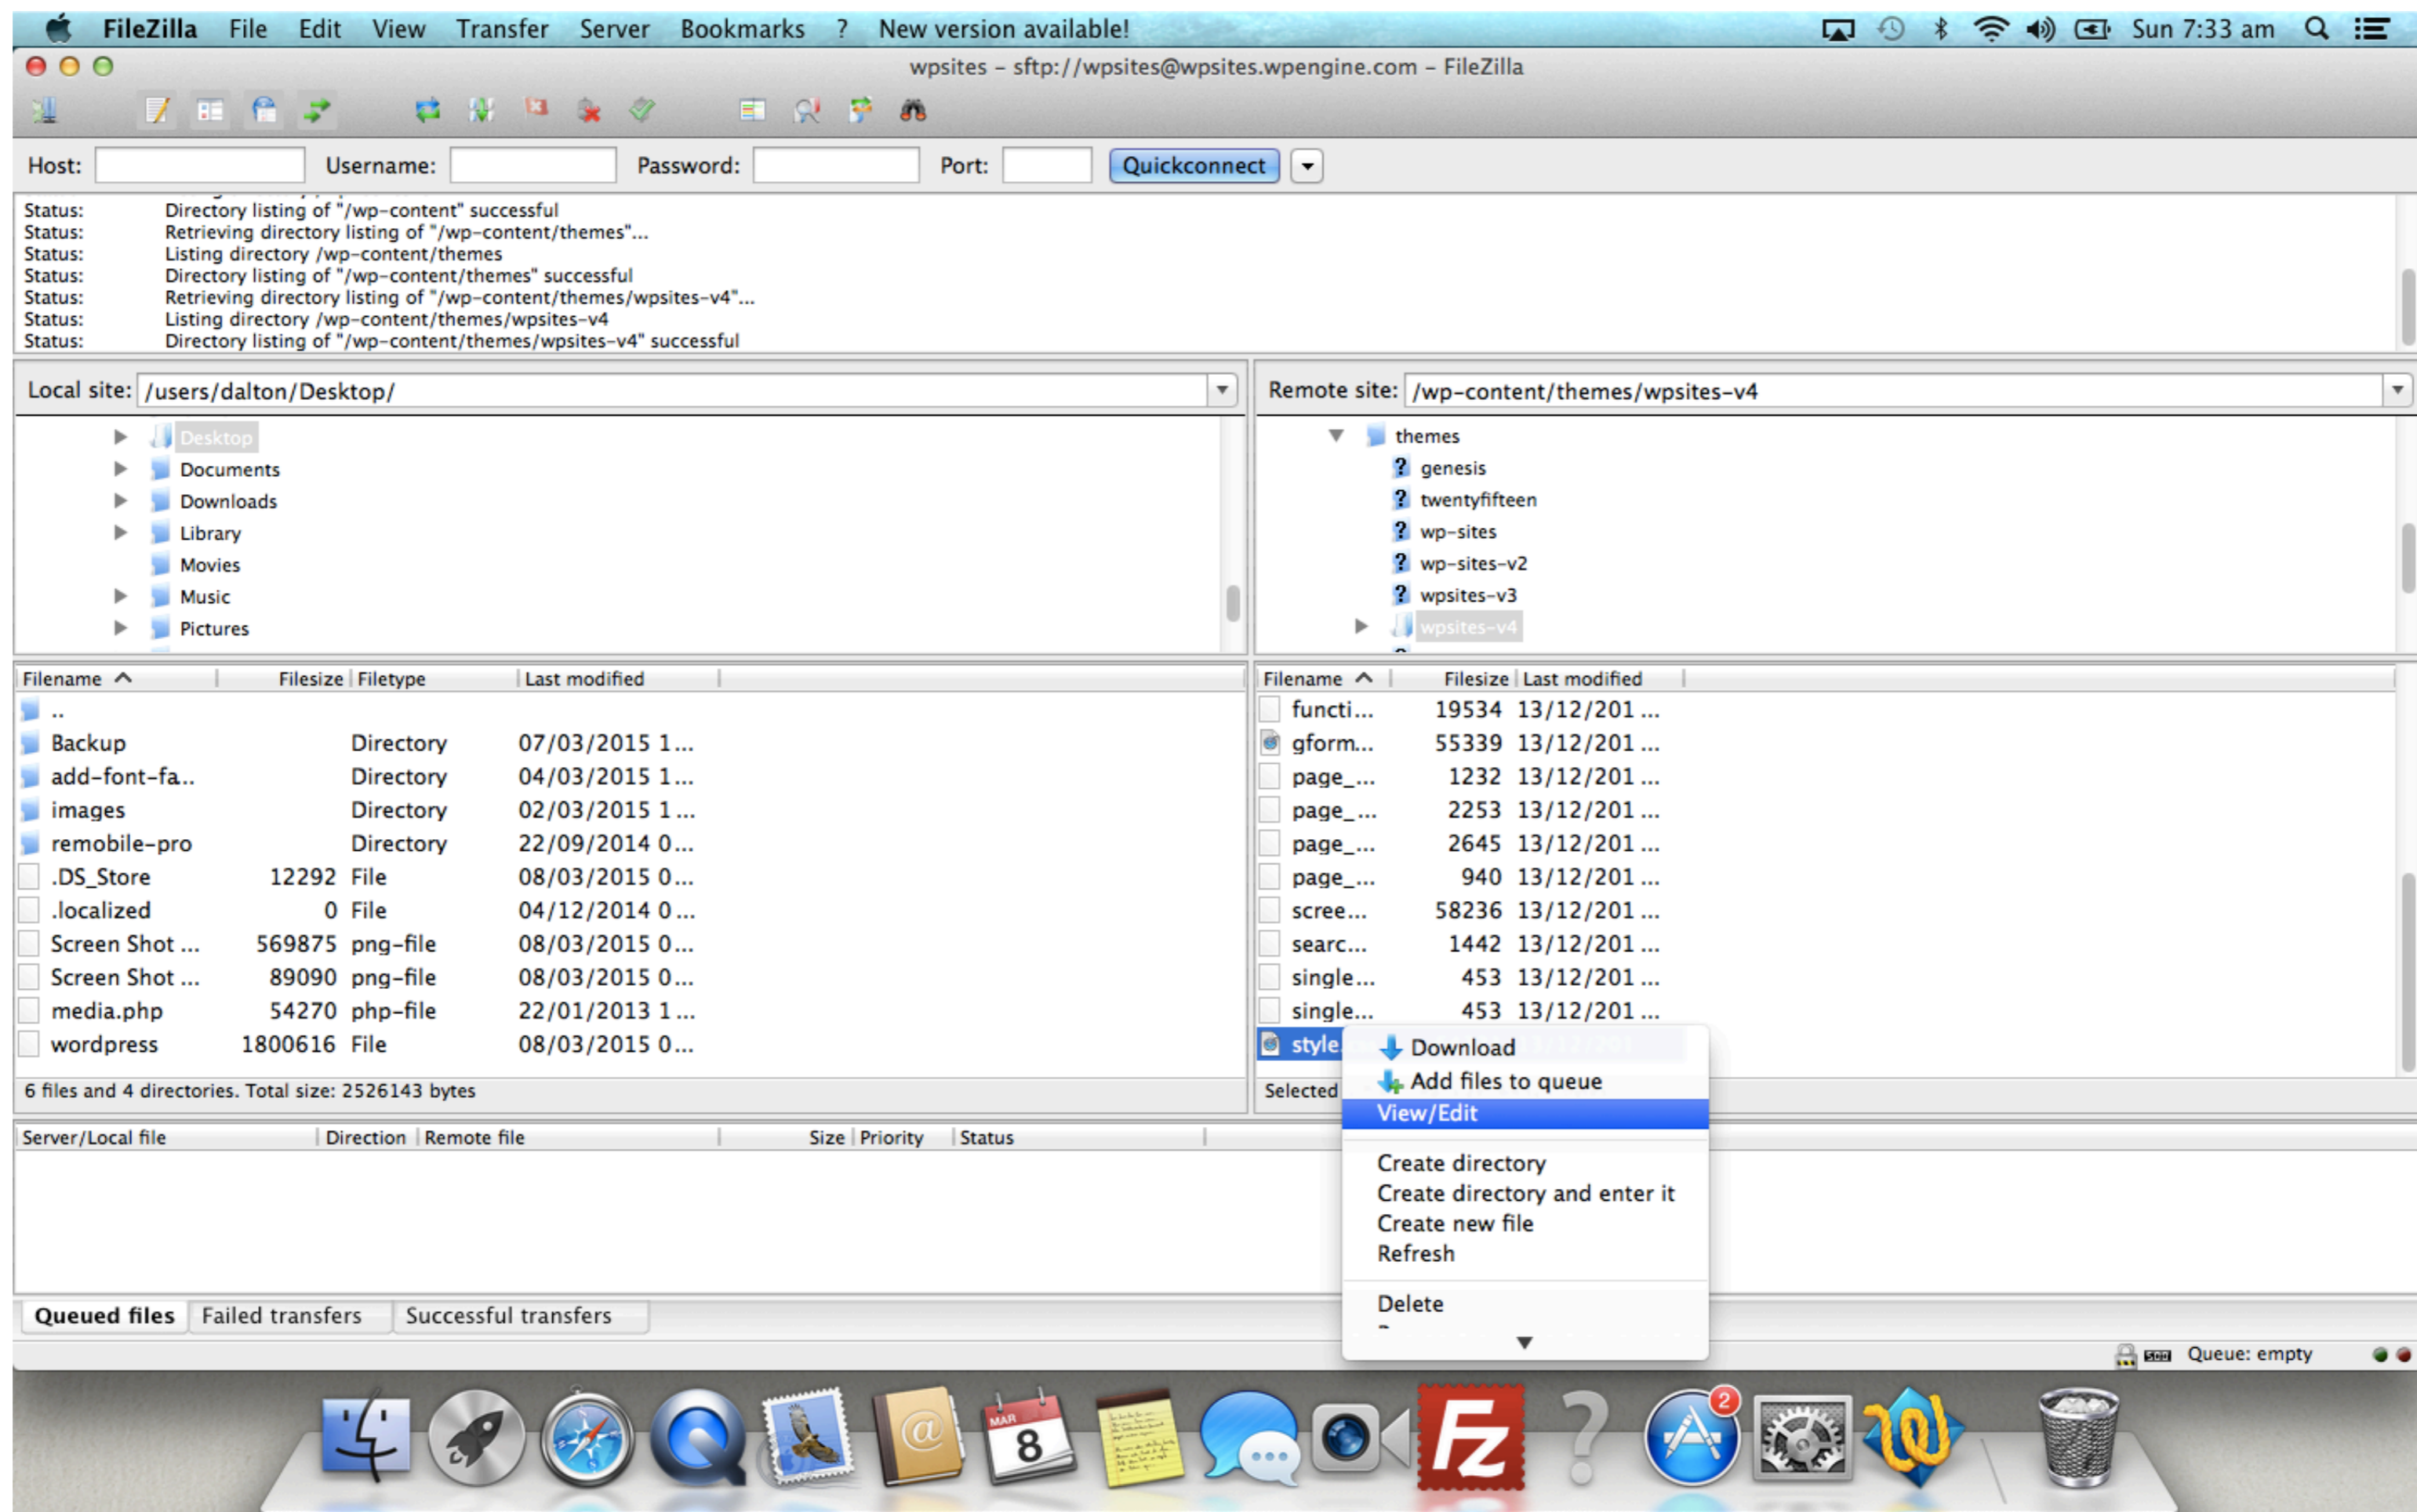 FileZilla File Edit View Transfer Server Bookmarks ? New version available! Sun 7:33 am
wpsites – sftp://wpsites@wpsites.wpengine.com – FileZilla
Host: Username: Password: Port: Quickconnect
Status: Directory listing of "/wp-content" successful
Status: Retrieving directory listing of "/wp-content/themes"...
Status: Listing directory /wp-content/themes
Status: Directory listing of "/wp-content/themes" successful
Status: Retrieving directory listing of "/wp-content/themes/wpsites-v4"...
Status: Listing directory /wp-content/themes/wpsites-v4
Status: Directory listing of "/wp-content/themes/wpsites-v4" successful
Local site: /users/dalton/Desktop/
Desktop
Documents
Downloads
Library
Movies
Music
Pictures
Remote site: /wp-content/themes/wpsites-v4
themes
? genesis
? twentyfifteen
? wp-sites
? wp-sites-v2
? wpsites-v3
wpsites-v4
Filename Filesize Filetype Last modified
..
Backup Directory 07/03/2015 1...
add-font-fa... Directory 04/03/2015 1...
images Directory 02/03/2015 1...
remobile-pro Directory 22/09/2014 0...
.DS_Store 12292 File 08/03/2015 0...
.localized 0 File 04/12/2014 0...
Screen Shot ... 569875 png-file 08/03/2015 0...
Screen Shot ... 89090 png-file 08/03/2015 0...
media.php 54270 php-file 22/01/2013 1...
wordpress 1800616 File 08/03/2015 0...
6 files and 4 directories. Total size: 2526143 bytes
Filename Filesize Last modified
functi... 19534 13/12/201...
gform... 55339 13/12/201...
page_... 1232 13/12/201...
page_... 2253 13/12/201...
page_... 2645 13/12/201...
page_... 940 13/12/201...
scree... 58236 13/12/201...
searc... 1442 13/12/201...
single... 453 13/12/201...
single... 453 13/12/201...
style
Selected
Download
Add files to queue
View/Edit
Create directory
Create directory and enter it
Create new file
Refresh
Delete
Server/Local file Direction Remote file Size Priority Status
Queued files Failed transfers Successful transfers
Queue: empty
@
MAR
8
Fz
?
2